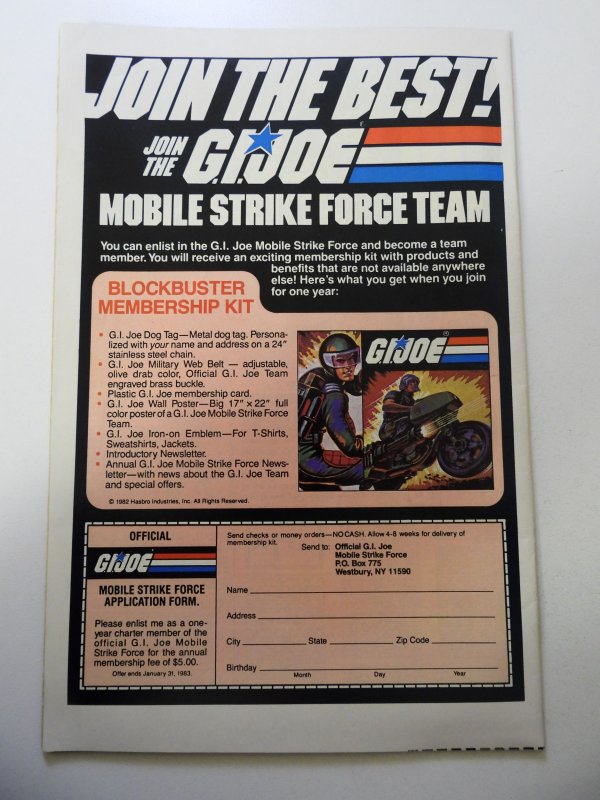 JOIN THE BEST!
JOIN
THE G.I. JOE
MOBILE STRIKE FORCE TEAM
You can enlist in the G.I. Joe Mobile Strike Force and become a team
member. You will receive an exciting membership kit with products and
benefits that are not available anywhere
else! Here's what you get when you join
for one year:
BLOCKBUSTER
MEMBERSHIP KIT
• G.I. Joe Dog Tag—Metal dog tag. Persona-
lized with your name and address on a 24"
stainless steel chain.
• G.I. Joe Military Web Belt — adjustable,
olive drab color, Official G.I. Joe Team
engraved brass buckle.
• Plastic G.I. Joe membership card.
• G.I. Joe Wall Poster—Big 17" x 22" full
color poster of a G.I. Joe Mobile Strike Force
Team.
• G.I. Joe Iron-on Emblem—For T-Shirts,
Sweatshirts, Jackets.
• Introductory Newsletter.
• Annual G.I. Joe Mobile Strike Force News-
letter—with news about the G.I. Joe Team
and special offers.
© 1982 Hasbro Industries, Inc. All Rights Reserved.
G.I. JOE ®
OFFICIAL
G.I. JOE
MOBILE STRIKE FORCE
APPLICATION FORM.
Please enlist me as a one-
year charter member of the
official G.I. Joe Mobile
Strike Force for the annual
membership fee of $5.00.
Offer ends January 31, 1983.
Send checks or money orders—NO CASH. Allow 4-8 weeks for delivery of
membership kit.
Send to: Official G.I. Joe
Mobile Strike Force
P.O. Box 775
Westbury, NY 11590
Name
Address
City State Zip Code
Birthday
Month Day Year